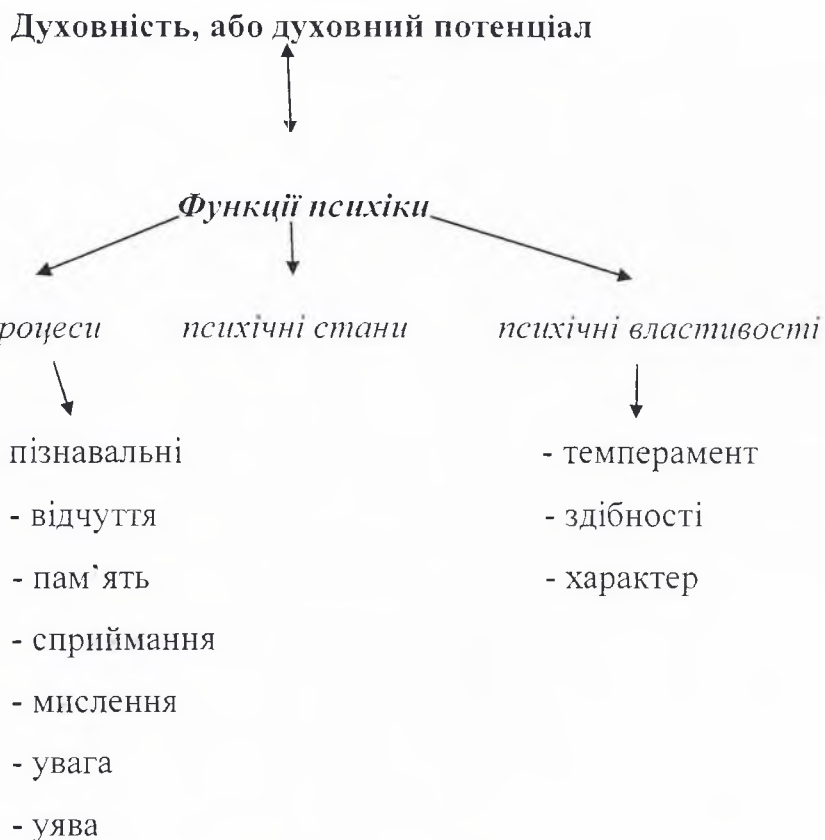 Духовність, або духовний потенціал
Функції психіки
роцеси психічні стани психічні властивості
пізнавальні - темперамент
- відчуття - здібності
- пам`ять - характер
- сприймання
- мислення
- увага
- уява